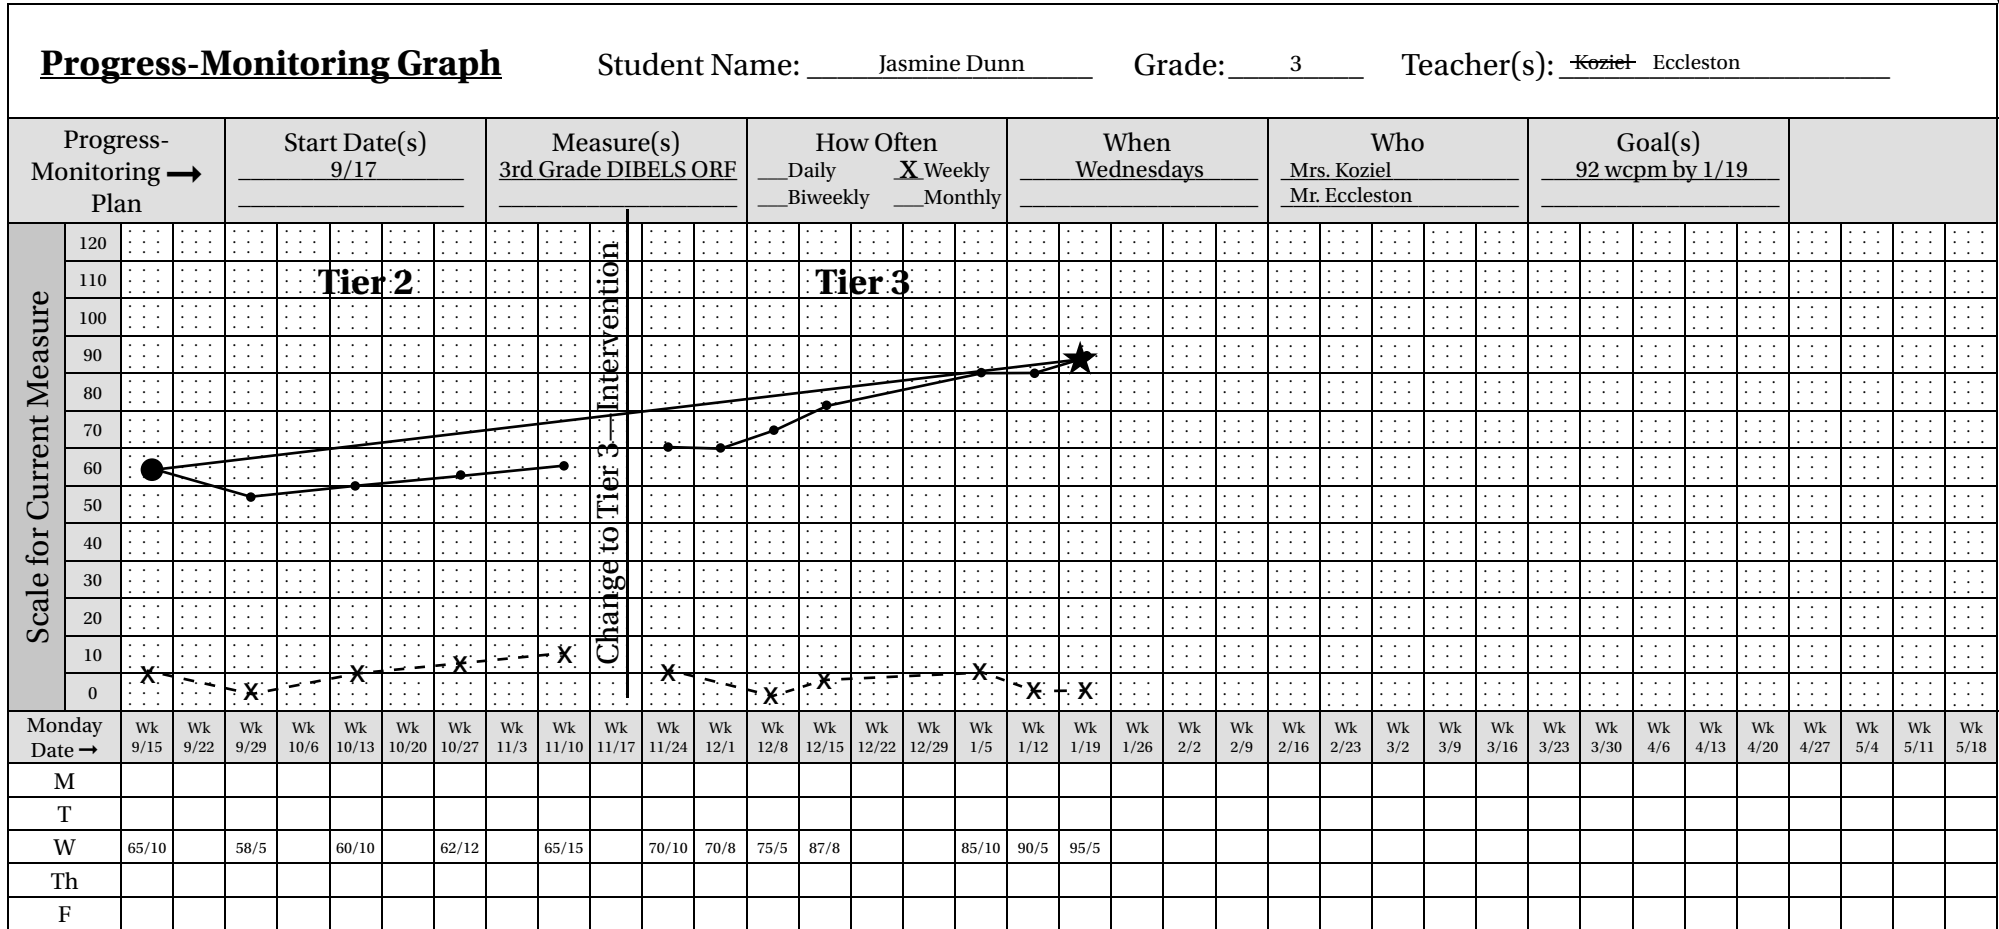 Progress-Monitoring Graph Student Name: Jasmine Dunn Grade: 3 Teacher(s): Koziel Eccleston
Progress-Monitoring → Plan
Start Date(s)
9/17
Measure(s)
3rd Grade DIBELS ORF
How Often
___Daily X Weekly
___Biweekly ___Monthly
When
Wednesdays
Who
Mrs. Koziel
Mr. Eccleston
Goal(s)
92 wcpm by 1/19
Scale for Current Measure
120
110
100
90
80
70
60
50
40
30
20
10
0
Tier 2
Change to Tier 3—Intervention
Tier 3
X X X X X X X X X X X
Monday Date → Wk 9/15 Wk 9/22 Wk 9/29 Wk 10/6 Wk 10/13 Wk 10/20 Wk 10/27 Wk 11/3 Wk 11/10 Wk 11/17 Wk 11/24 Wk 12/1 Wk 12/8 Wk 12/15 Wk 12/22 Wk 12/29 Wk 1/5 Wk 1/12 Wk 1/19 Wk 1/26 Wk 2/2 Wk 2/9 Wk 2/16 Wk 2/23 Wk 3/2 Wk 3/9 Wk 3/16 Wk 3/23 Wk 3/30 Wk 4/6 Wk 4/13 Wk 4/20 Wk 4/27 Wk 5/4 Wk 5/11 Wk 5/18
M
T
W 65/10 58/5 60/10 62/12 65/15 70/10 70/8 75/5 87/8 85/10 90/5 95/5
Th
F